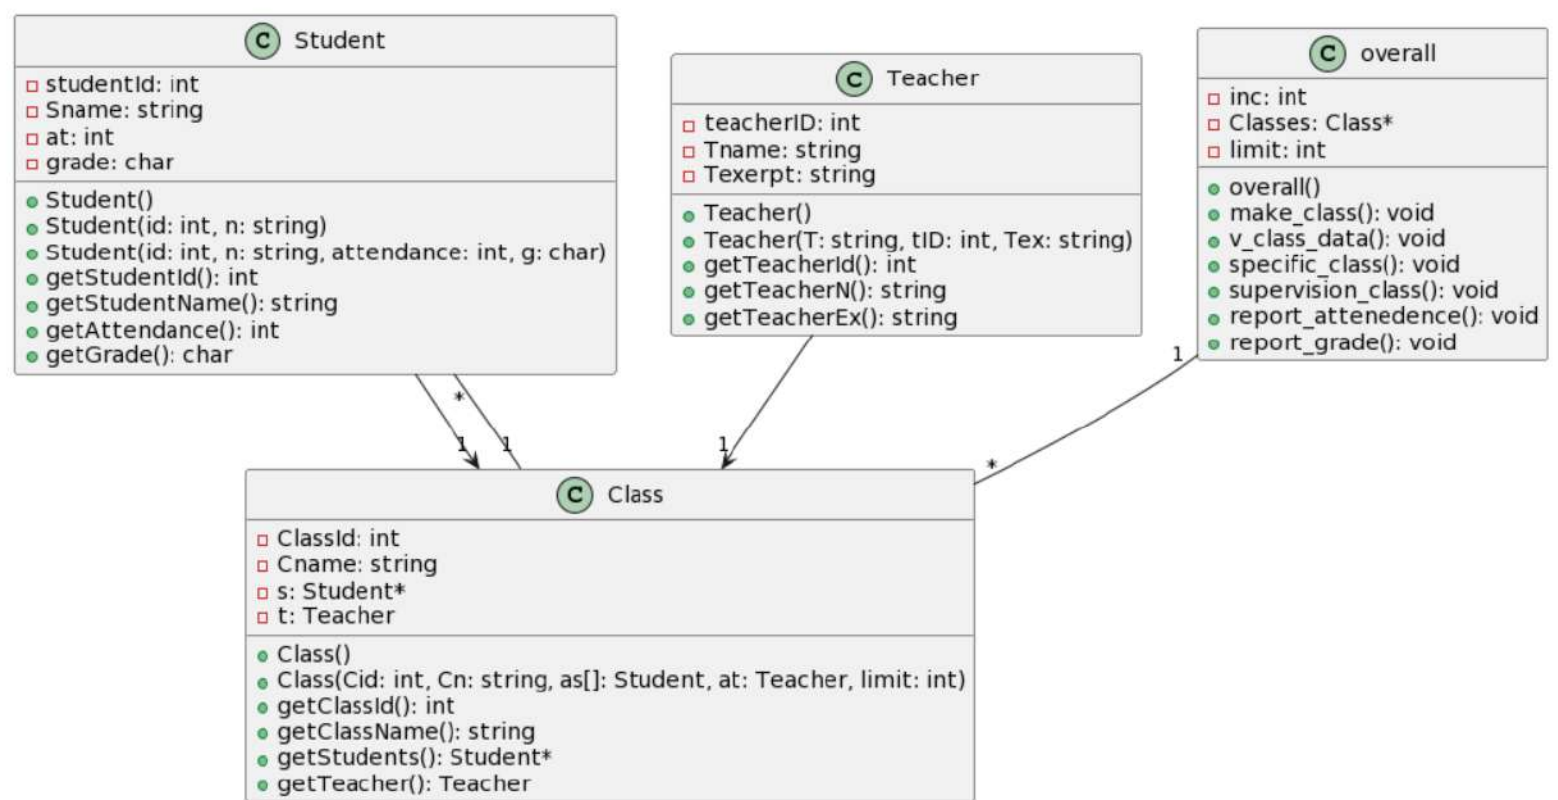 C Student
studentId: int
Sname: string
at: int
grade: char
Student()
Student(id: int, n: string)
Student(id: int, n: string, attendance: int, g: char)
getStudentId(): int
getStudentName(): string
getAttendance(): int
getGrade(): char
C Teacher
teacherID: int
Tname: string
Texerpt: string
Teacher()
Teacher(T: string, tID: int, Tex: string)
getTeacherId(): int
getTeacherN(): string
getTeacherEx(): string
C overall
inc: int
Classes: Class*
limit: int
overall()
make_class(): void
v_class_data(): void
specific_class(): void
supervision_class(): void
report_attenedence(): void
report_grade(): void
*
1
1
1
1
*
C Class
ClassId: int
Cname: string
s: Student*
t: Teacher
Class()
Class(Cid: int, Cn: string, as[]: Student, at: Teacher, limit: int)
getClassId(): int
getClassName(): string
getStudents(): Student*
getTeacher(): Teacher